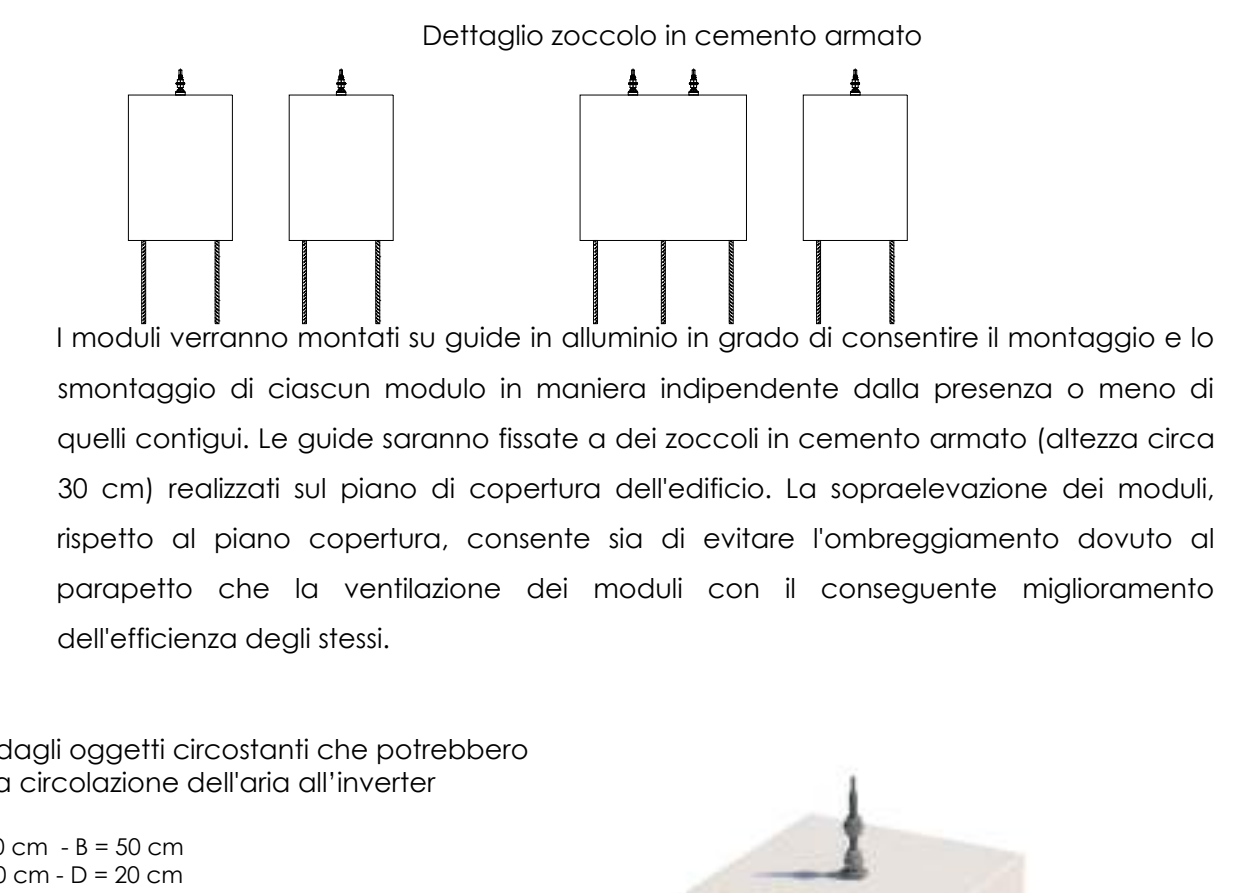 Dettaglio zoccolo in cemento armato
I moduli verranno montati su guide in alluminio in grado di consentire il montaggio e lo
smontaggio di ciascun modulo in maniera indipendente dalla presenza o meno di
quelli contigui. Le guide saranno fissate a dei zoccoli in cemento armato (altezza circa
30 cm) realizzati sul piano di copertura dell'edificio. La sopraelevazione dei moduli,
rispetto al piano copertura, consente sia di evitare l'ombreggiamento dovuto al
parapetto che la ventilazione dei moduli con il conseguente miglioramento
dell'efficienza degli stessi.
dagli oggetti circostanti che potrebbero
a circolazione dell'aria all’inverter
0 cm - B = 50 cm
0 cm - D = 20 cm